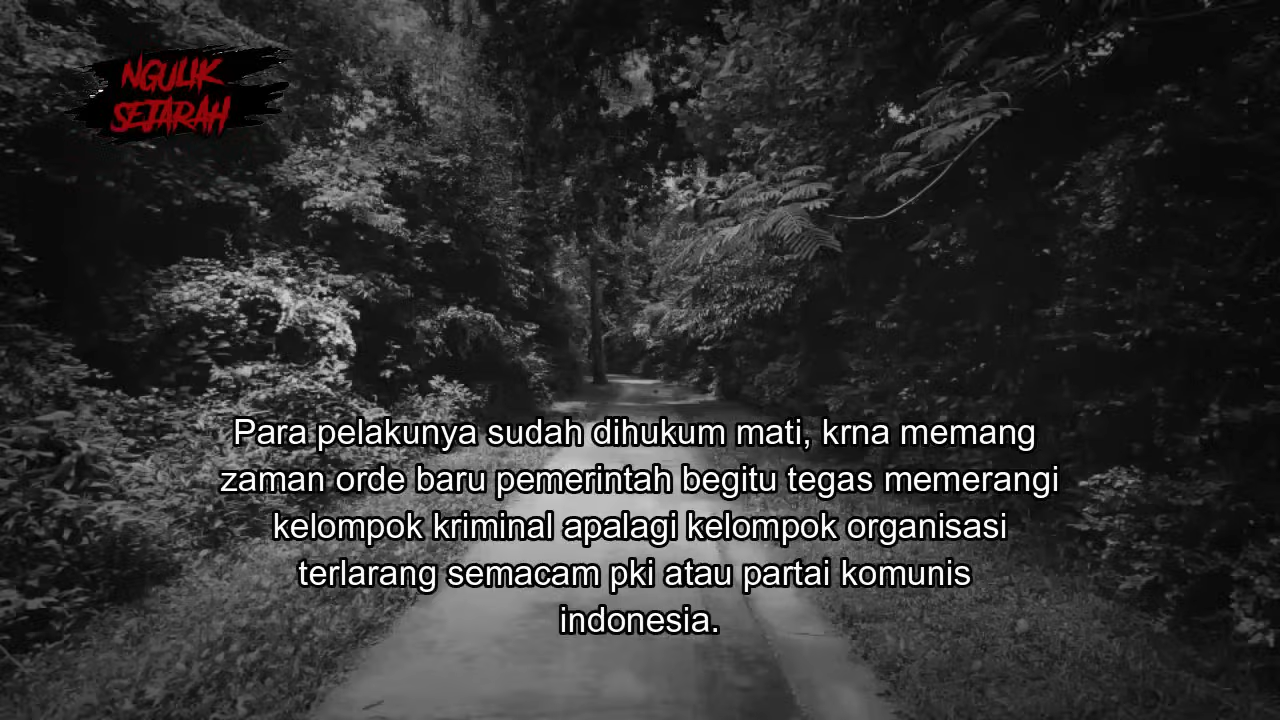 NGULIK
SEJARAH
Para pelakunya sudah dihukum mati, krna memang
zaman orde baru pemerintah begitu tegas memerangi
kelompok kriminal apalagi kelompok organisasi
terlarang semacam pki atau partai komunis
indonesia.